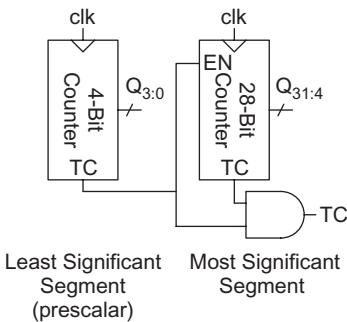 clk
clk
4-Bit
Counter
TC
Q3:0
EN
28-Bit
Counter
TC
Q31:4
TC
Least Significant
Segment
(prescalar)
Most Significant
Segment